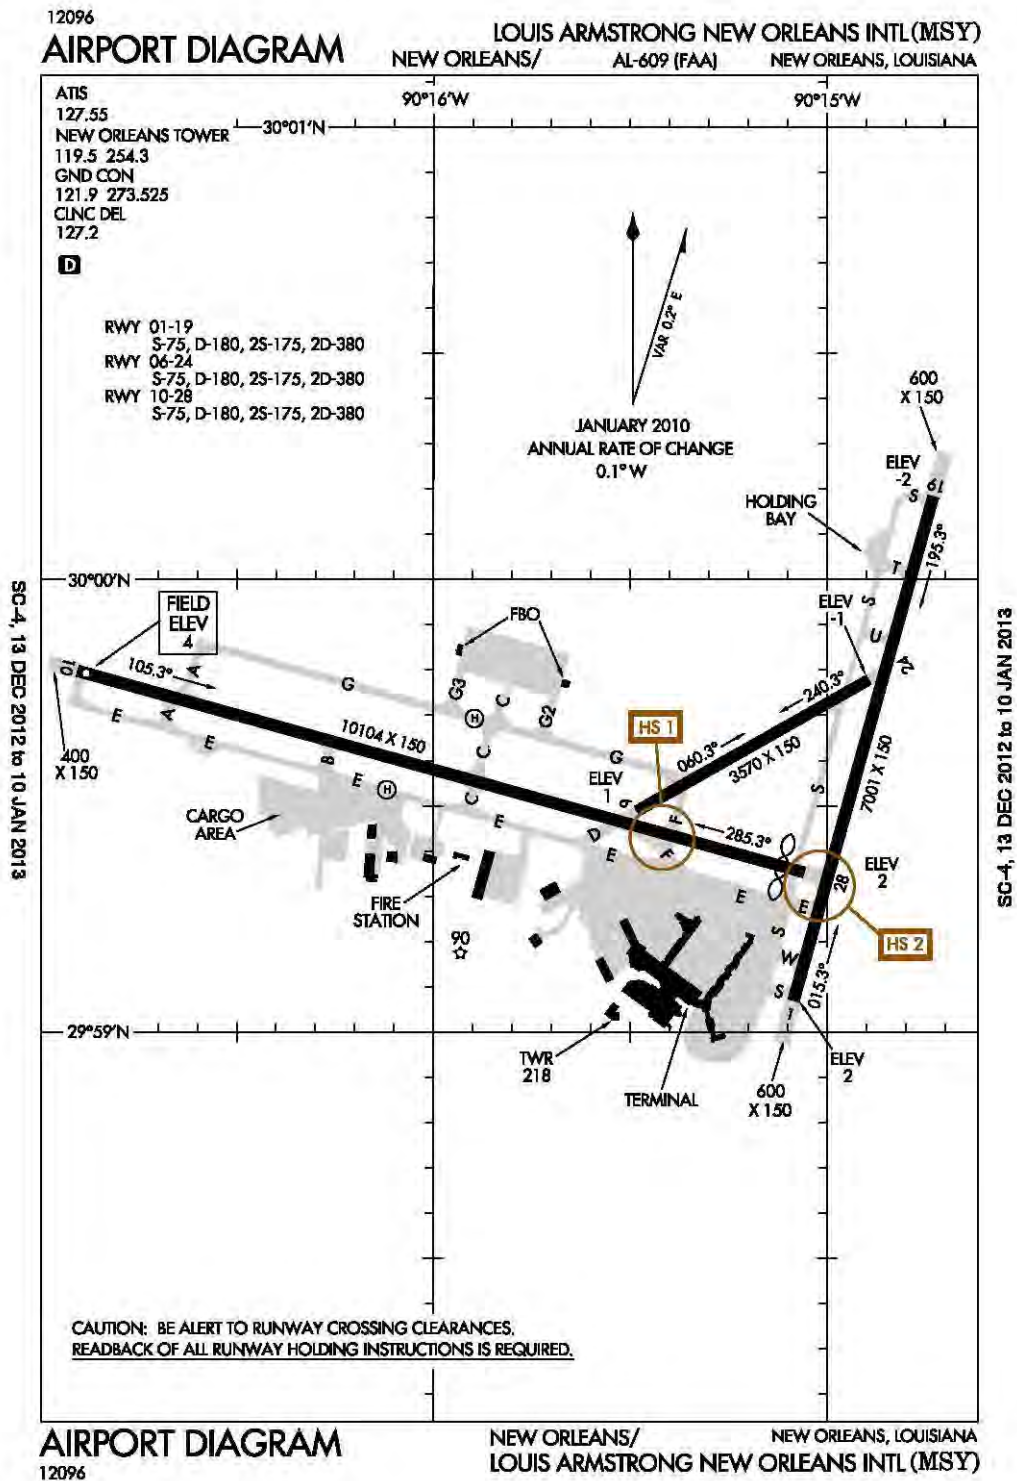 12096
AIRPORT DIAGRAM
LOUIS ARMSTRONG NEW ORLEANS INTL(MSY)
NEW ORLEANS/
AL-609 (FAA)
NEW ORLEANS, LOUISIANA
ATIS
127.55
NEW ORLEANS TOWER
119.5 254.3
GND CON
121.9 273.525
CLNC DEL
127.2
D
90°16'W
90°15'W
30°01'N
VAR 0.2° E
JANUARY 2010
ANNUAL RATE OF CHANGE
0.1° W
RWY 01-19
S-75, D-180, 2S-175, 2D-380
RWY 06-24
S-75, D-180, 2S-175, 2D-380
RWY 10-28
S-75, D-180, 2S-175, 2D-380
600
X 150
ELEV
-2
S
19
HOLDING
BAY
195.3°
T
30°00'N
FIELD
ELEV
4
FBO
ELEV
-1
S
U
24
10
105.3°
A
G
G3
C
H
G2
240.3°
HS 1
A
E
E
10104 X 150
C
G
060.3°
3570 X 150
400
X 150
B
E
H
C
E
ELEV
1
6
S
7001 X 150
CARGO
AREA
D
E
F
F
285.3°
ELEV
2
28
FIRE
STATION
E
E
90
S
HS 2
W
015.3°
S
1
29°59'N
TWR
218
TERMINAL
600
X 150
ELEV
2
SC-4, 13 DEC 2012 to 10 JAN 2013
SC-4, 13 DEC 2012 to 10 JAN 2013
CAUTION: BE ALERT TO RUNWAY CROSSING CLEARANCES.
READBACK OF ALL RUNWAY HOLDING INSTRUCTIONS IS REQUIRED.
AIRPORT DIAGRAM
12096
NEW ORLEANS/
NEW ORLEANS, LOUISIANA
LOUIS ARMSTRONG NEW ORLEANS INTL (MSY)